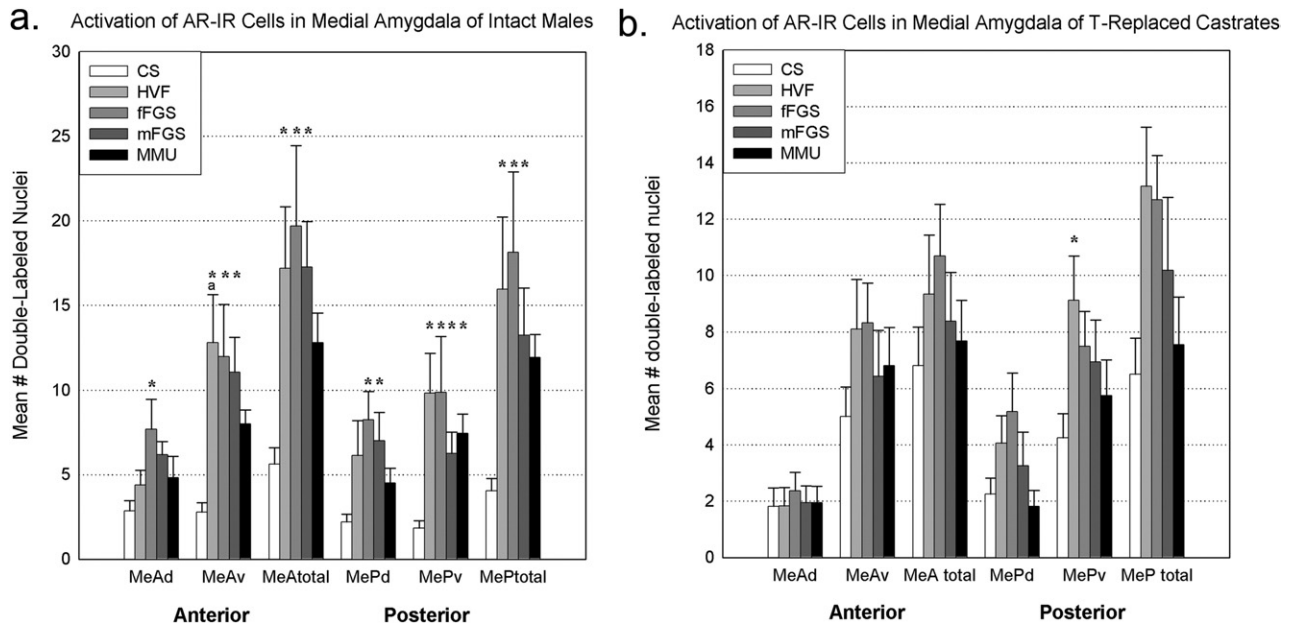 a. Activation of AR-IR Cells in Medial Amygdala of Intact Males
30
25
20
15
10
5
0
Mean # Double-Labeled Nuclei
CS
HVF
fFGS
mFGS
MMU
*
* * *
a
* * *
* *
* * * *
* * *
MeAd MeAv MeAtotal MePd MePv MePtotal
Anterior Posterior
b. Activation of AR-IR Cells in Medial Amygdala of T-Replaced Castrates
18
16
14
12
10
8
6
4
2
0
Mean # double-labeled nuclei
CS
HVF
fFGS
mFGS
MMU
*
MeAd MeAv MeA total MePd MePv MeP total
Anterior Posterior